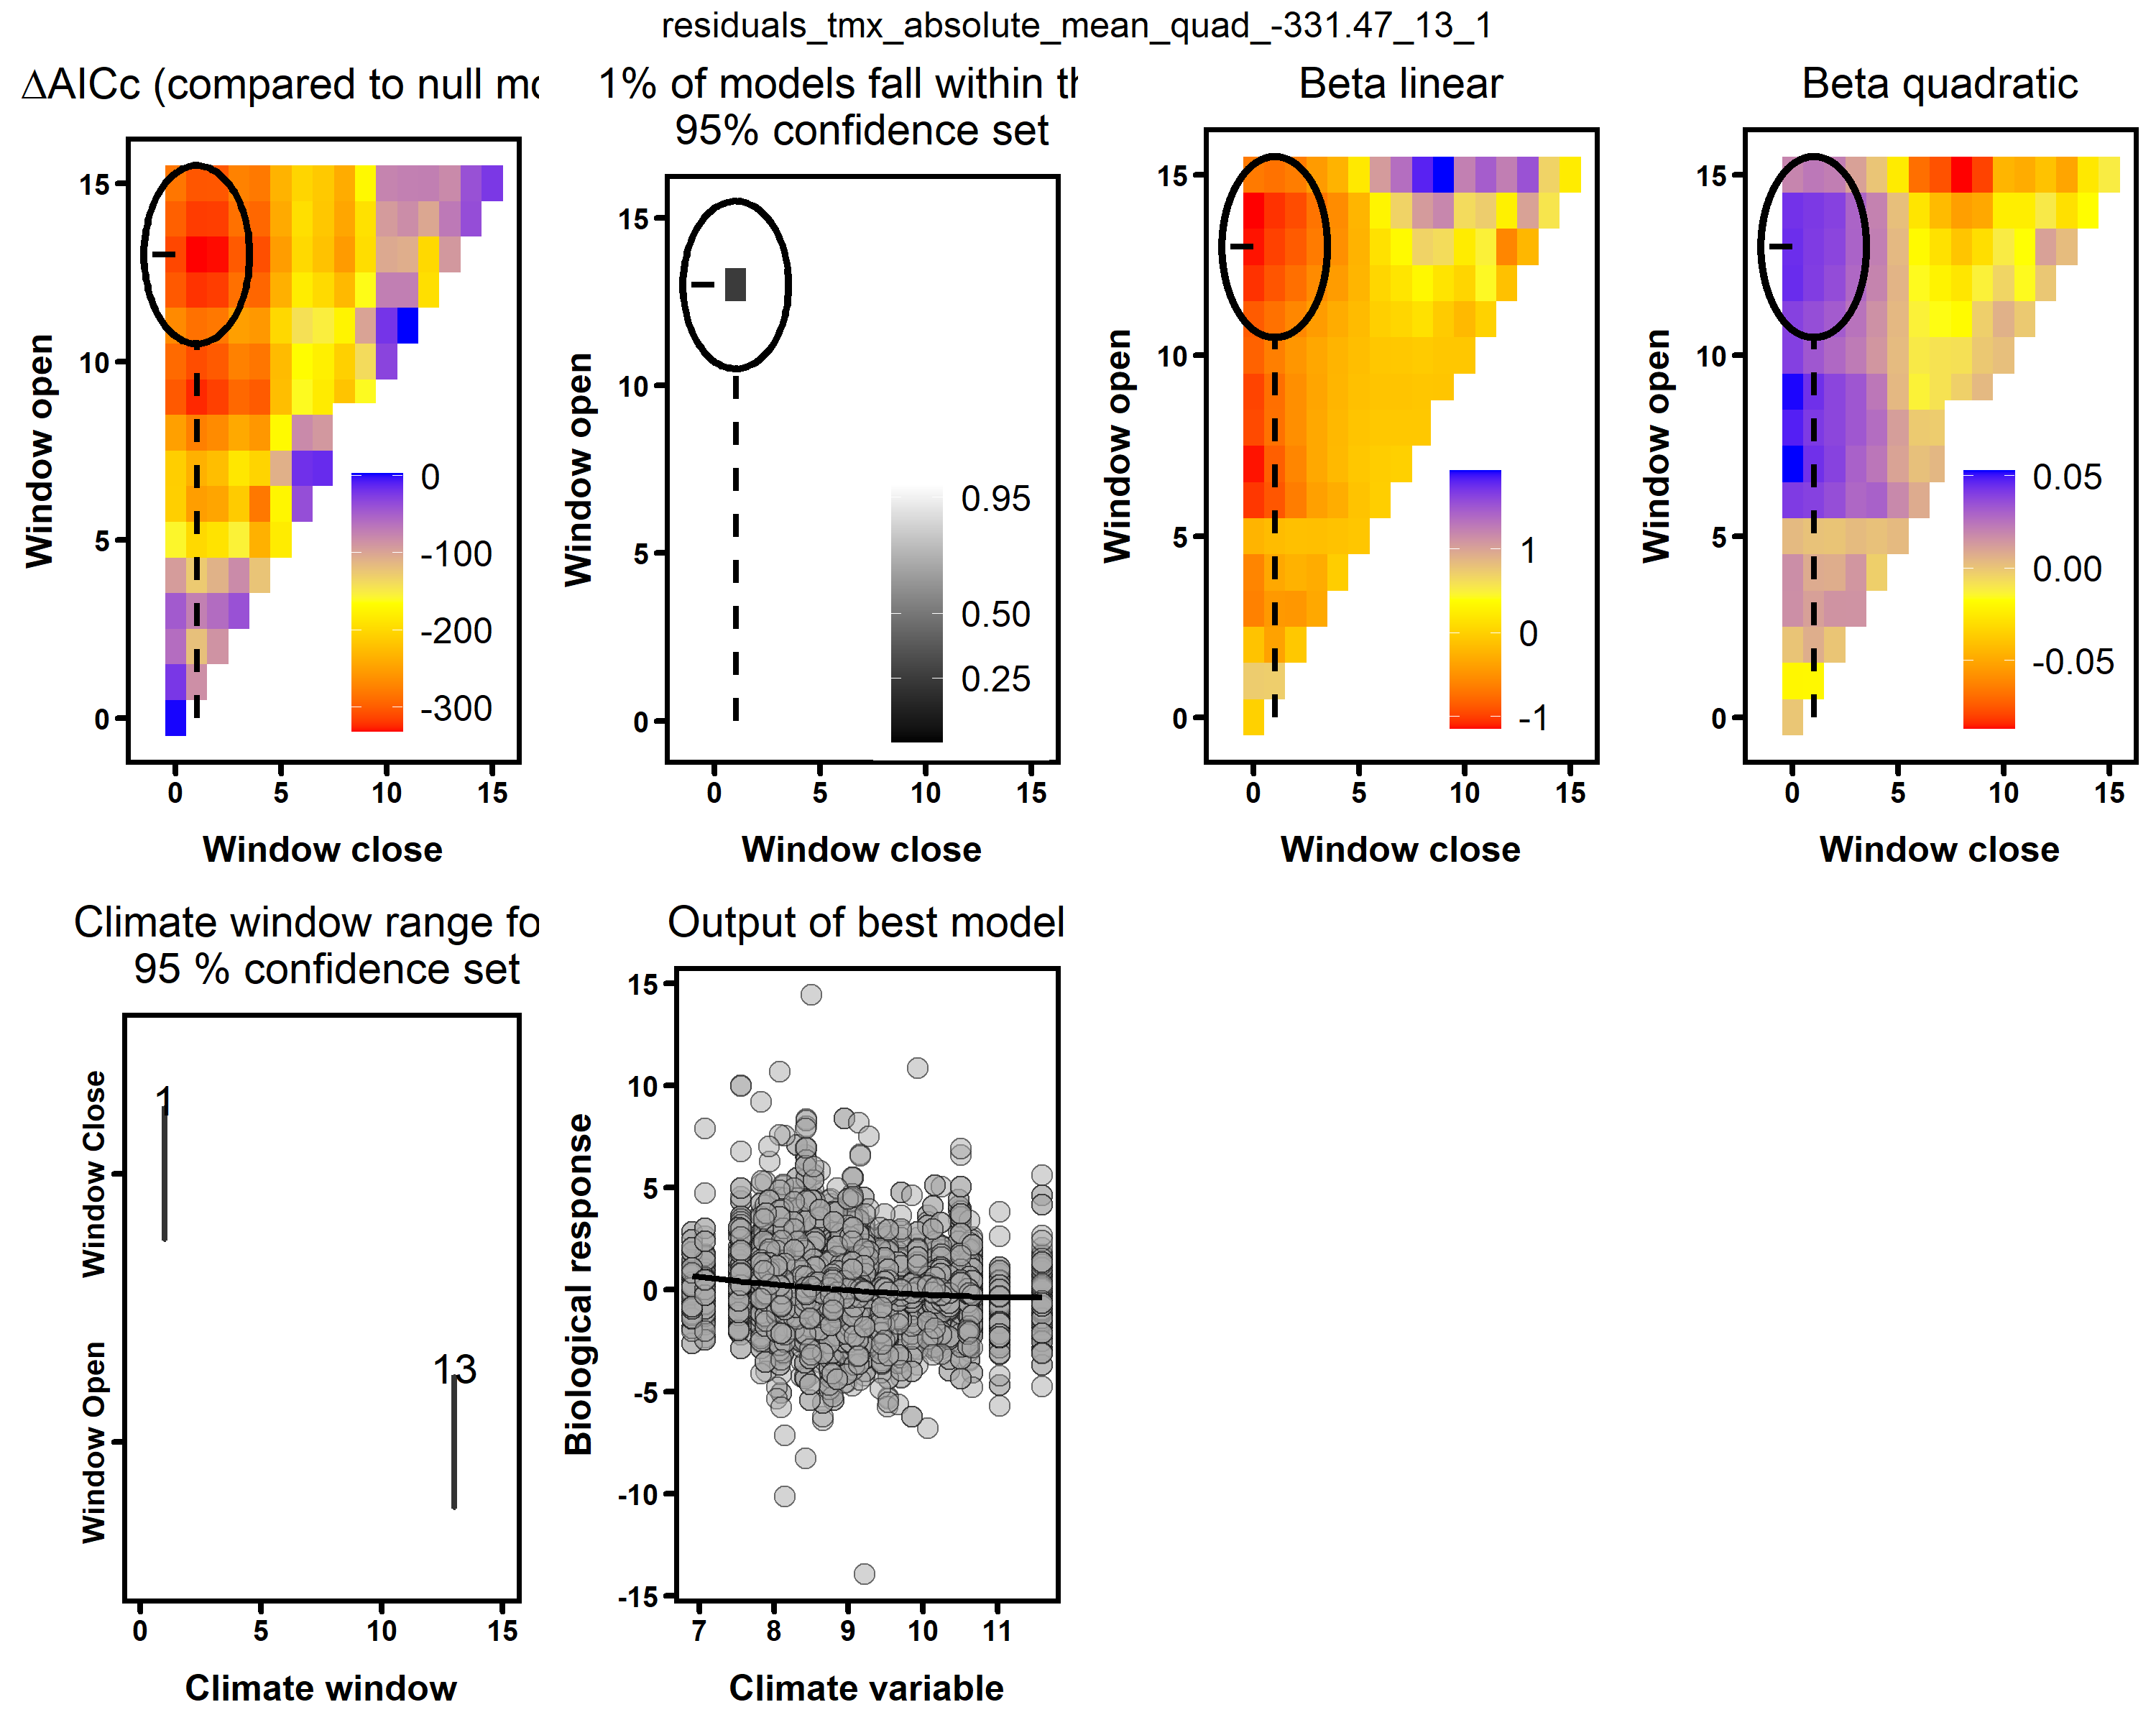 residuals_tmx_absolute_mean_quad_-331.47_13_1
ΔAICc (compared to null mo
15
10
5
0
0
5
10
15
Window open
Window close
0
-100
-200
-300
1% of models fall within th
95% confidence set
15
10
5
0
0
5
10
15
Window open
Window close
0.95
0.50
0.25
Beta linear
15
10
5
0
0
5
10
15
Window open
Window close
1
0
-1
Beta quadratic
15
10
5
0
0
5
10
15
Window open
Window close
0.05
0.00
-0.05
Climate window range fo
95 % confidence set
Window Close
Window Open
1
13
0
5
10
15
Climate window
Output of best model
15
10
5
0
-5
-10
-15
7
8
9
10
11
Biological response
Climate variable